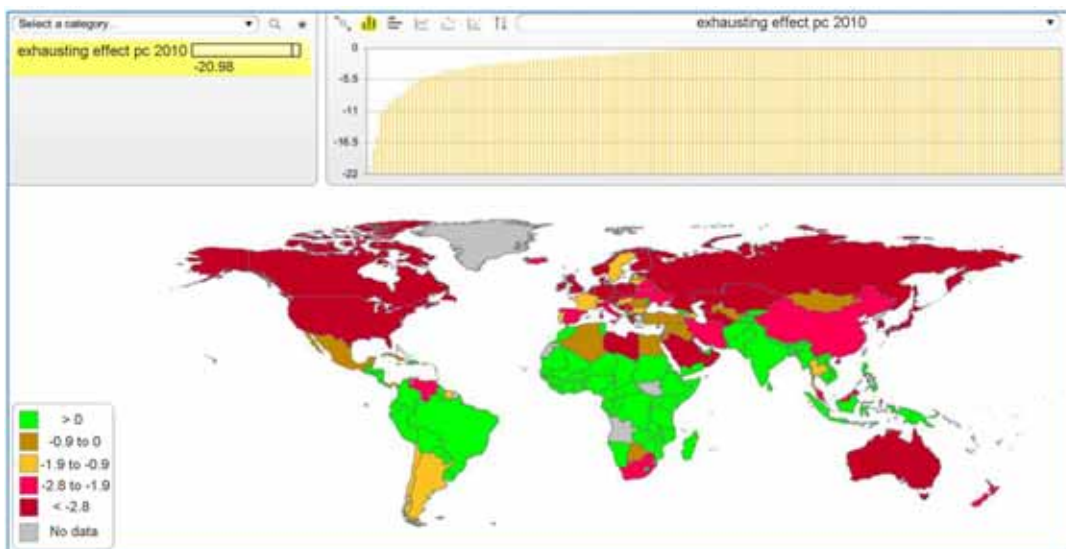 Select a category...
exhausting effect pc 2010
-20.98
exhausting effect pc 2010
0
-5.5
-11
-16.5
-22
> 0
-0.9 to 0
-1.9 to -0.9
-2.8 to -1.9
< -2.8
No data